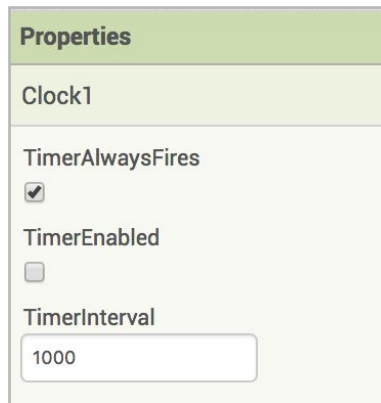 Properties
Clock1
TimerAlwaysFires
TimerEnabled
TimerInterval
1000